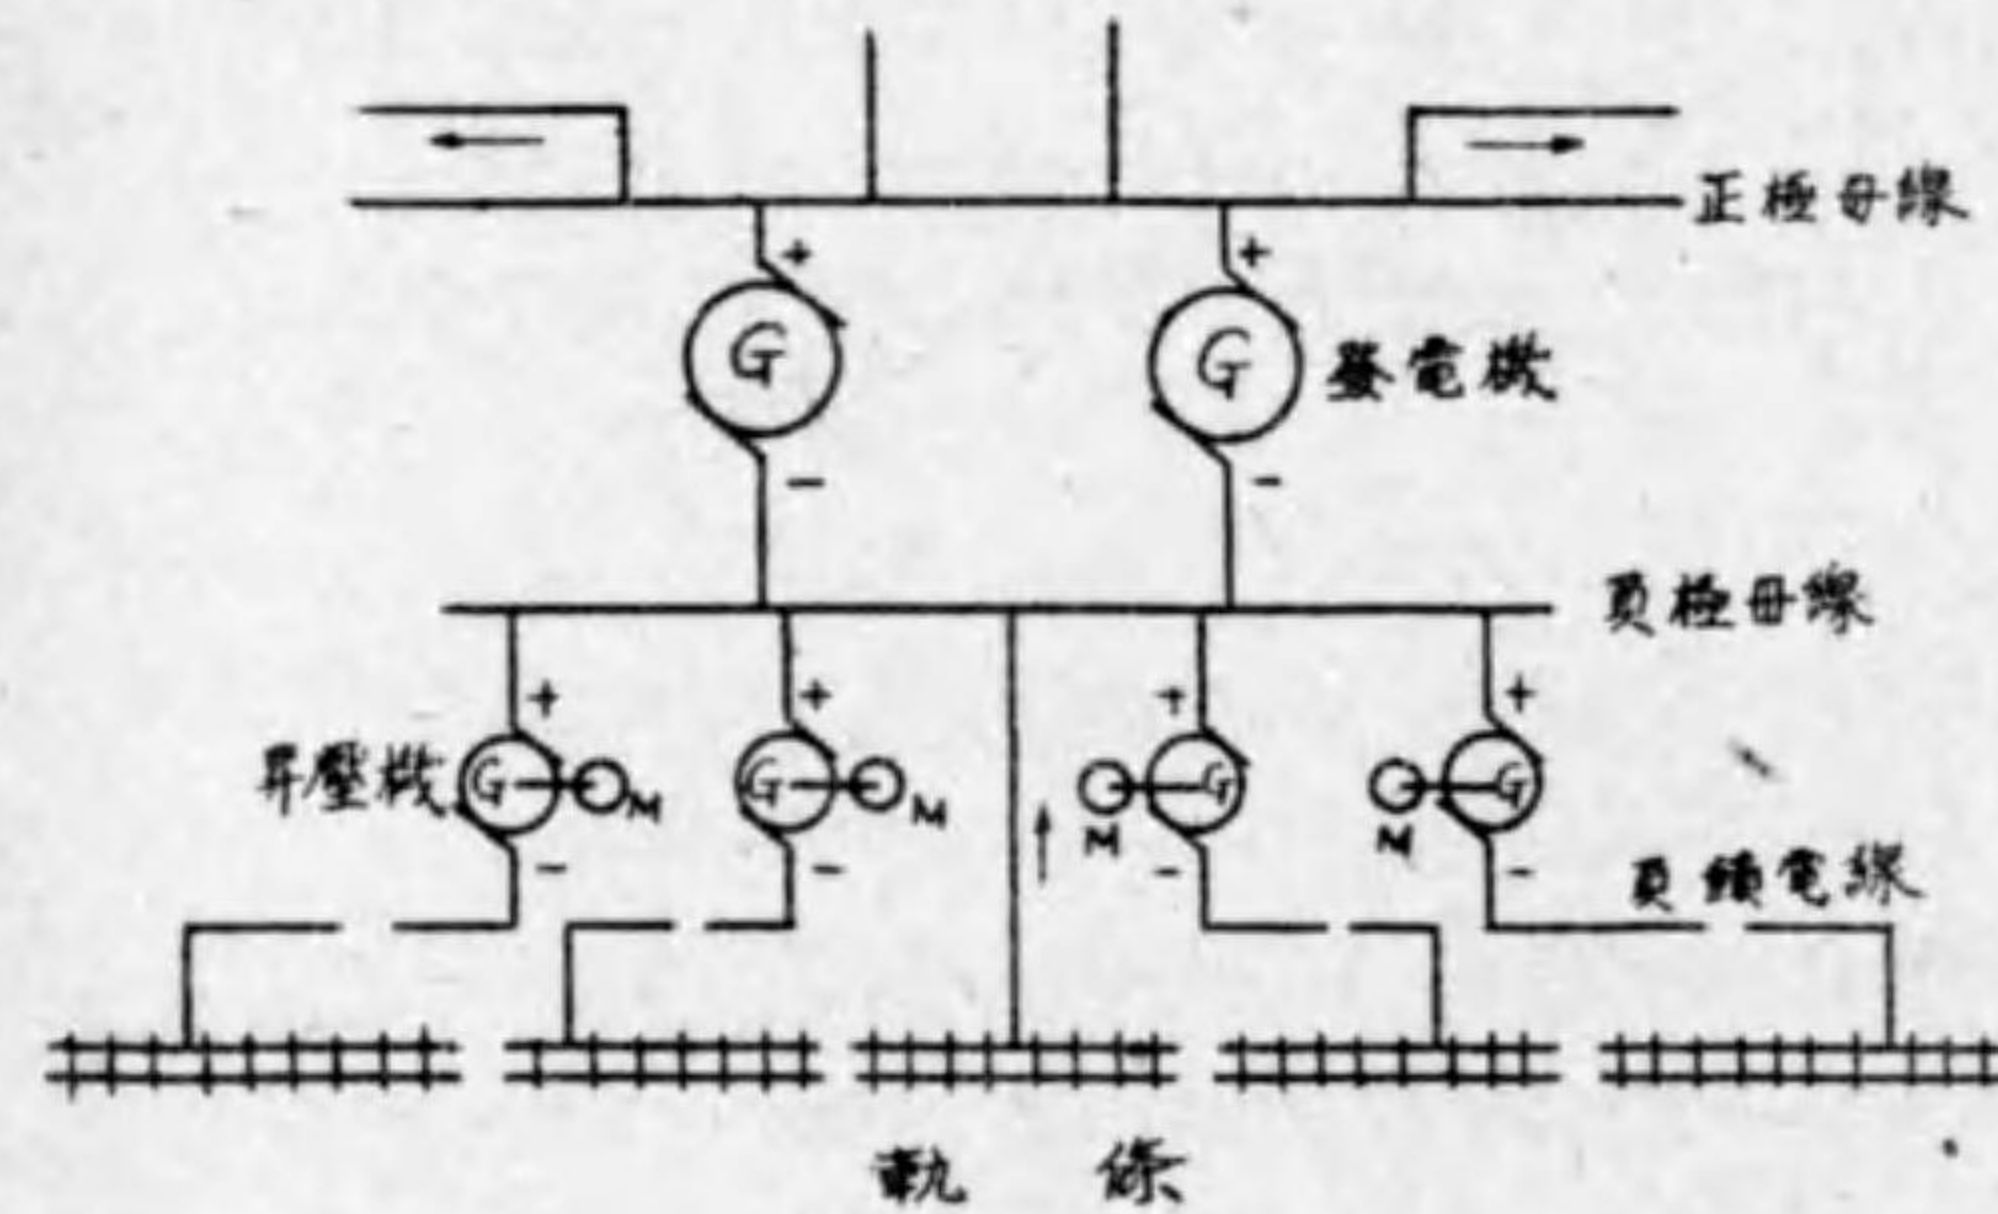 正極母線
+ +
G G 發電機
- -
負極母線
+ + + +
昇壓機 G M G M M G M G
- - - -
負饋電線
軌條